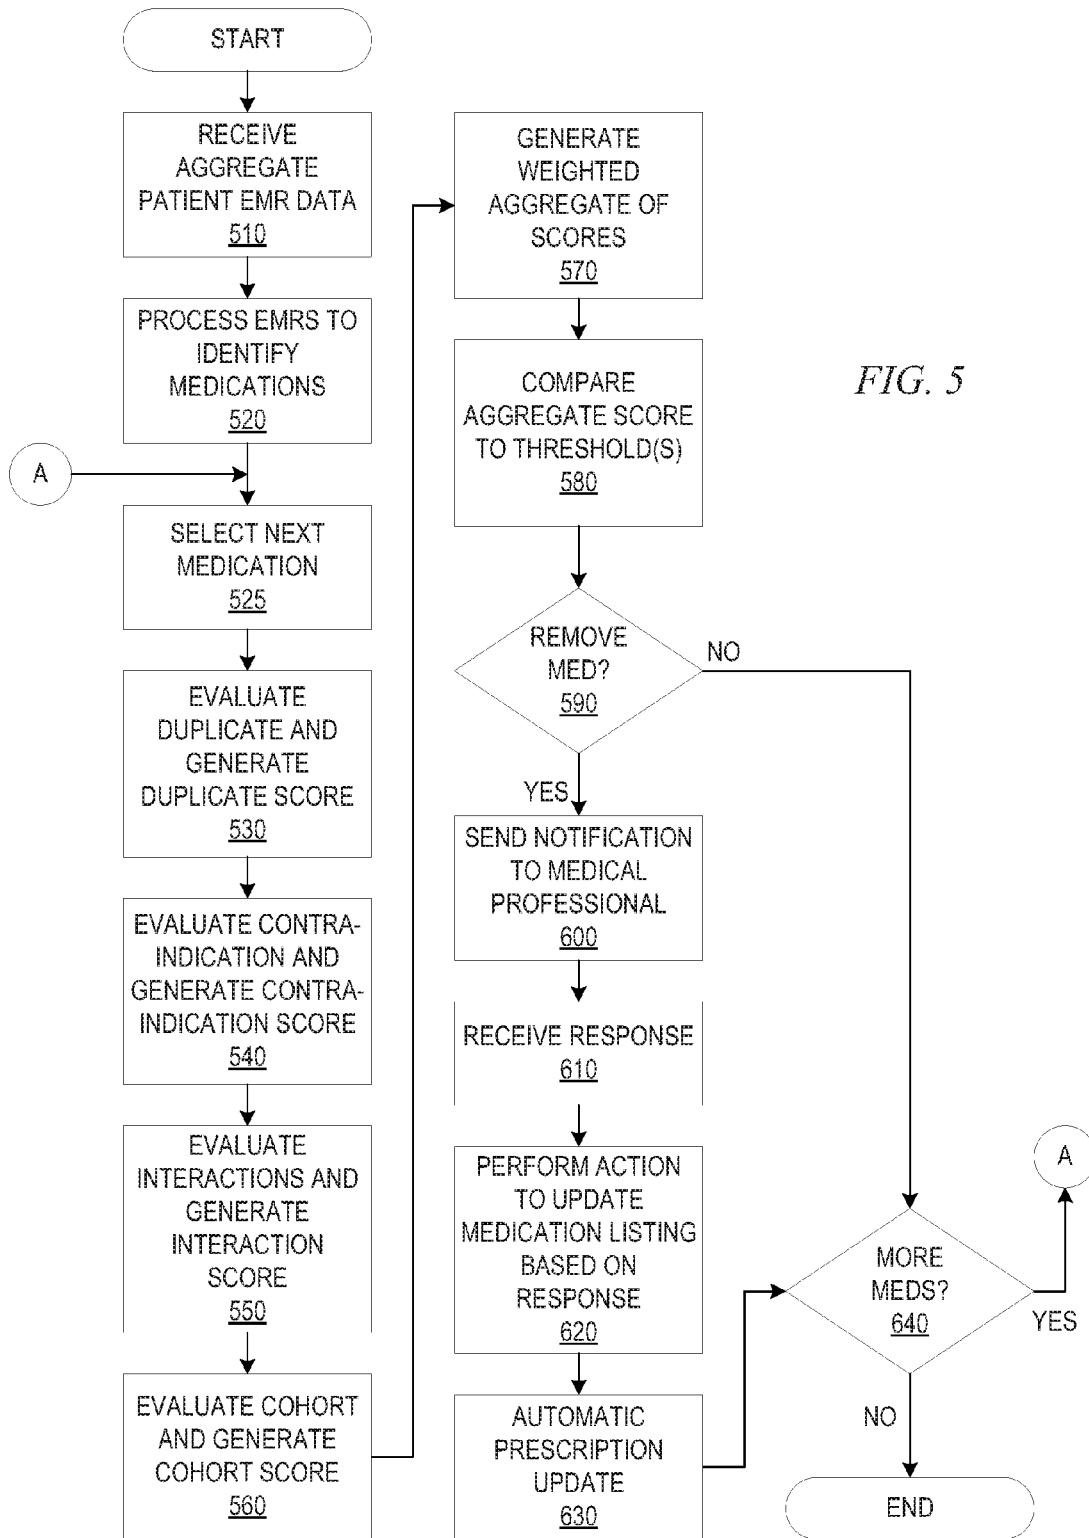 START
RECEIVE
AGGREGATE
PATIENT EMR DATA
510
PROCESS EMRS TO
IDENTIFY
MEDICATIONS
520
A
SELECT NEXT
MEDICATION
525
EVALUATE
DUPLICATE AND
GENERATE
DUPLICATE SCORE
530
EVALUATE CONTRA-
INDICATION AND
GENERATE CONTRA-
INDICATION SCORE
540
EVALUATE
INTERACTIONS AND
GENERATE
INTERACTION
SCORE
550
EVALUATE COHORT
AND GENERATE
COHORT SCORE
560
GENERATE
WEIGHTED
AGGREGATE OF
SCORES
570
COMPARE
AGGREGATE SCORE
TO THRESHOLD(S)
580
FIG. 5
REMOVE
MED?
590
NO
YES
SEND NOTIFICATION
TO MEDICAL
PROFESSIONAL
600
RECEIVE RESPONSE
610
PERFORM ACTION
TO UPDATE
MEDICATION LISTING
BASED ON
RESPONSE
620
AUTOMATIC
PRESCRIPTION
UPDATE
630
A
MORE
MEDS?
640
YES
NO
END